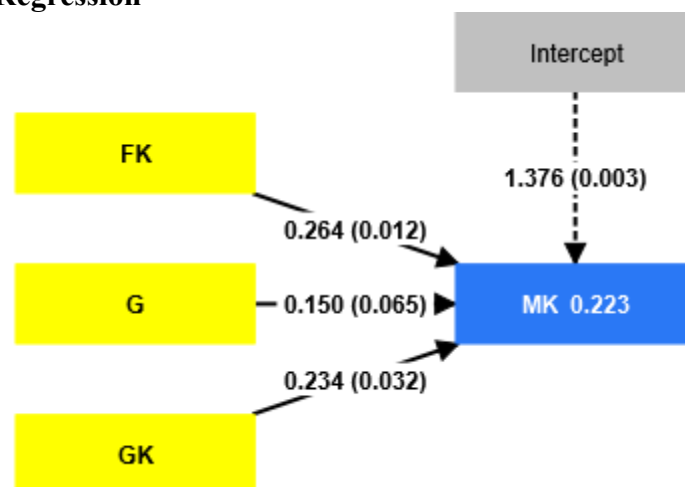 Regression
Intercept
FK
1.376 (0.003)
0.264 (0.012)
G
0.150 (0.065)
MK 0.223
0.234 (0.032)
GK